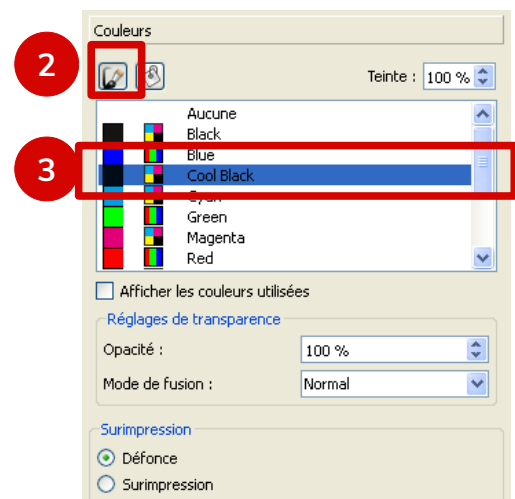 Couleurs
2
Teinte : 100 %
Aucune
Black
Blue
3
Cool Black
Cyan
Green
Magenta
Red
Afficher les couleurs utilisées
Réglages de transparence
Opacité : 100 %
Mode de fusion : Normal
Surimpression
Défonce
Surimpression